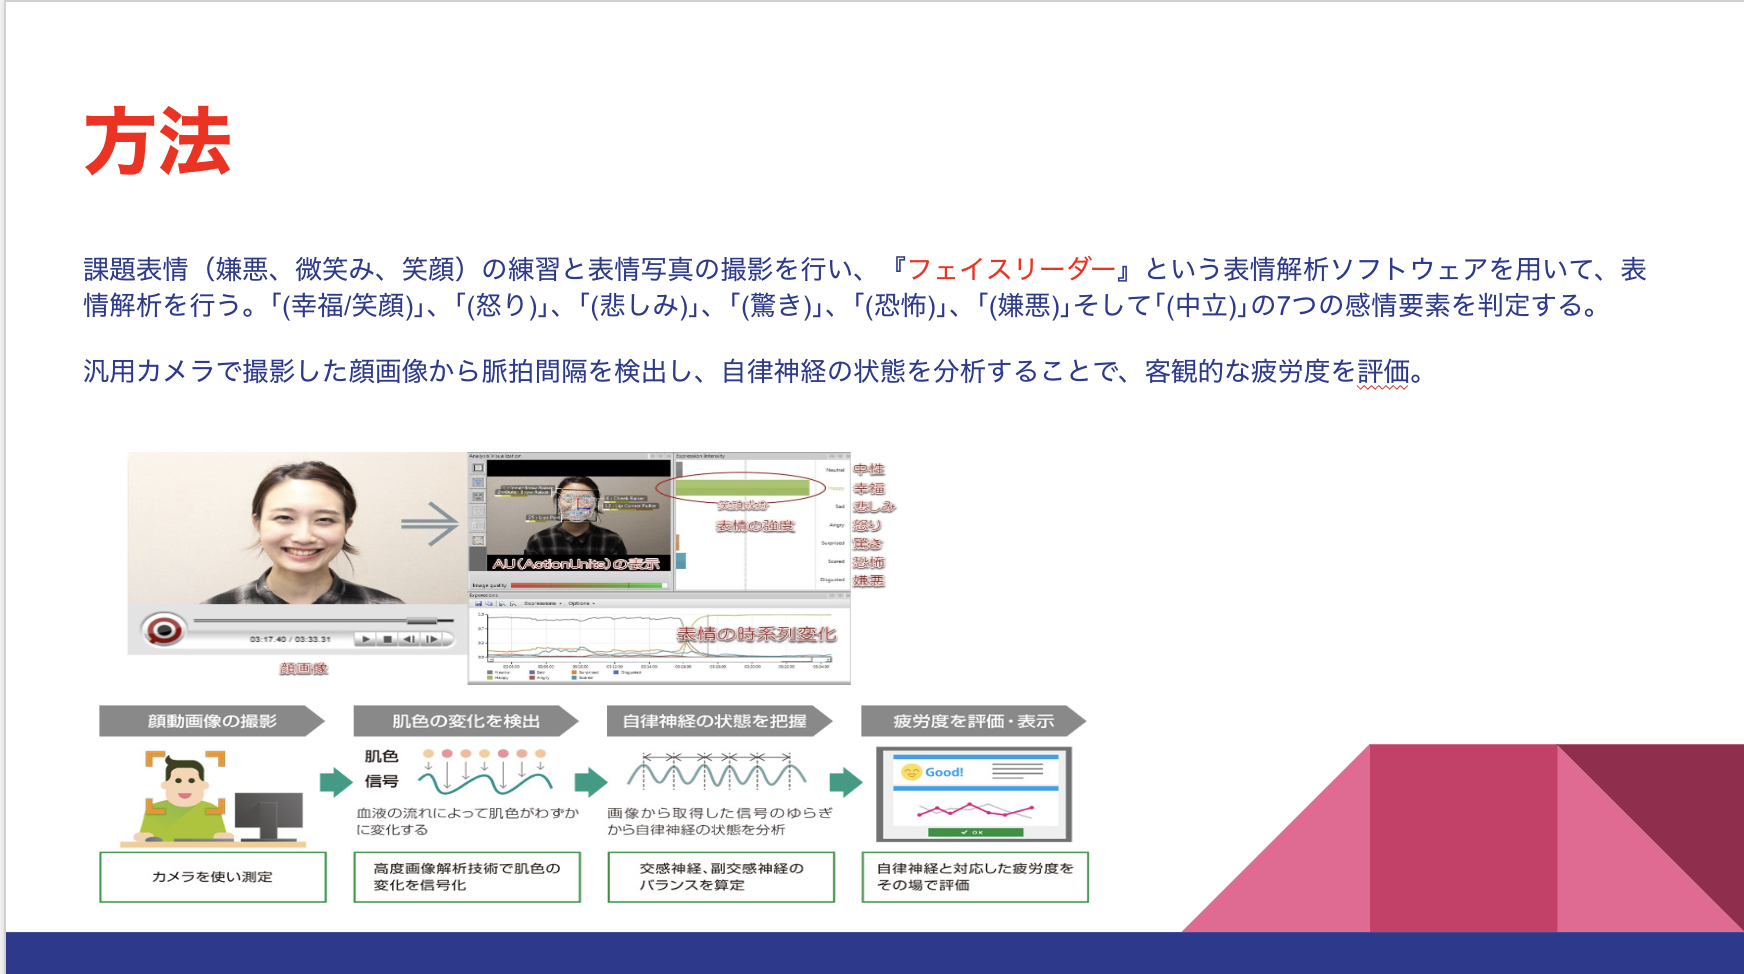 方法
課題表情（嫌悪、微笑み、笑顔）の練習と表情写真の撮影を行い、『フェイスリーダー』という表情解析ソフトウェアを用いて、表
情解析を行う。｢(幸福/笑顔)｣、｢(怒り)｣、｢(悲しみ)｣、｢(驚き)｣、｢(恐怖)｣、｢(嫌悪)｣そして｢(中立)｣の7つの感情要素を判定する。
汎用カメラで撮影した顔画像から脈拍間隔を検出し、自律神経の状態を分析することで、客観的な疲労度を評価。
Analysis Visualization
Expression Intensity
Neutral 中性
Happy 幸福
Sad 悲しみ
Angry 怒り
Surprised 驚き
Scared 恐怖
Disgusted 嫌悪
表情の強度
AU(ActionUnits)の表示
Image quality
Expressions
Expressions Options
表情の時系列変化
03:17.40 / 03:33.31
顔画像
顔動画像の撮影
肌色の変化を検出
自律神経の状態を把握
疲労度を評価・表示
肌色
信号
Good!
OK
血液の流れによって肌色がわずか
に変化する
画像から取得した信号のゆらぎ
から自律神経の状態を分析
カメラを使い測定
高度画像解析技術で肌色の
変化を信号化
交感神経、副交感神経の
バランスを算定
自律神経と対応した疲労度を
その場で評価